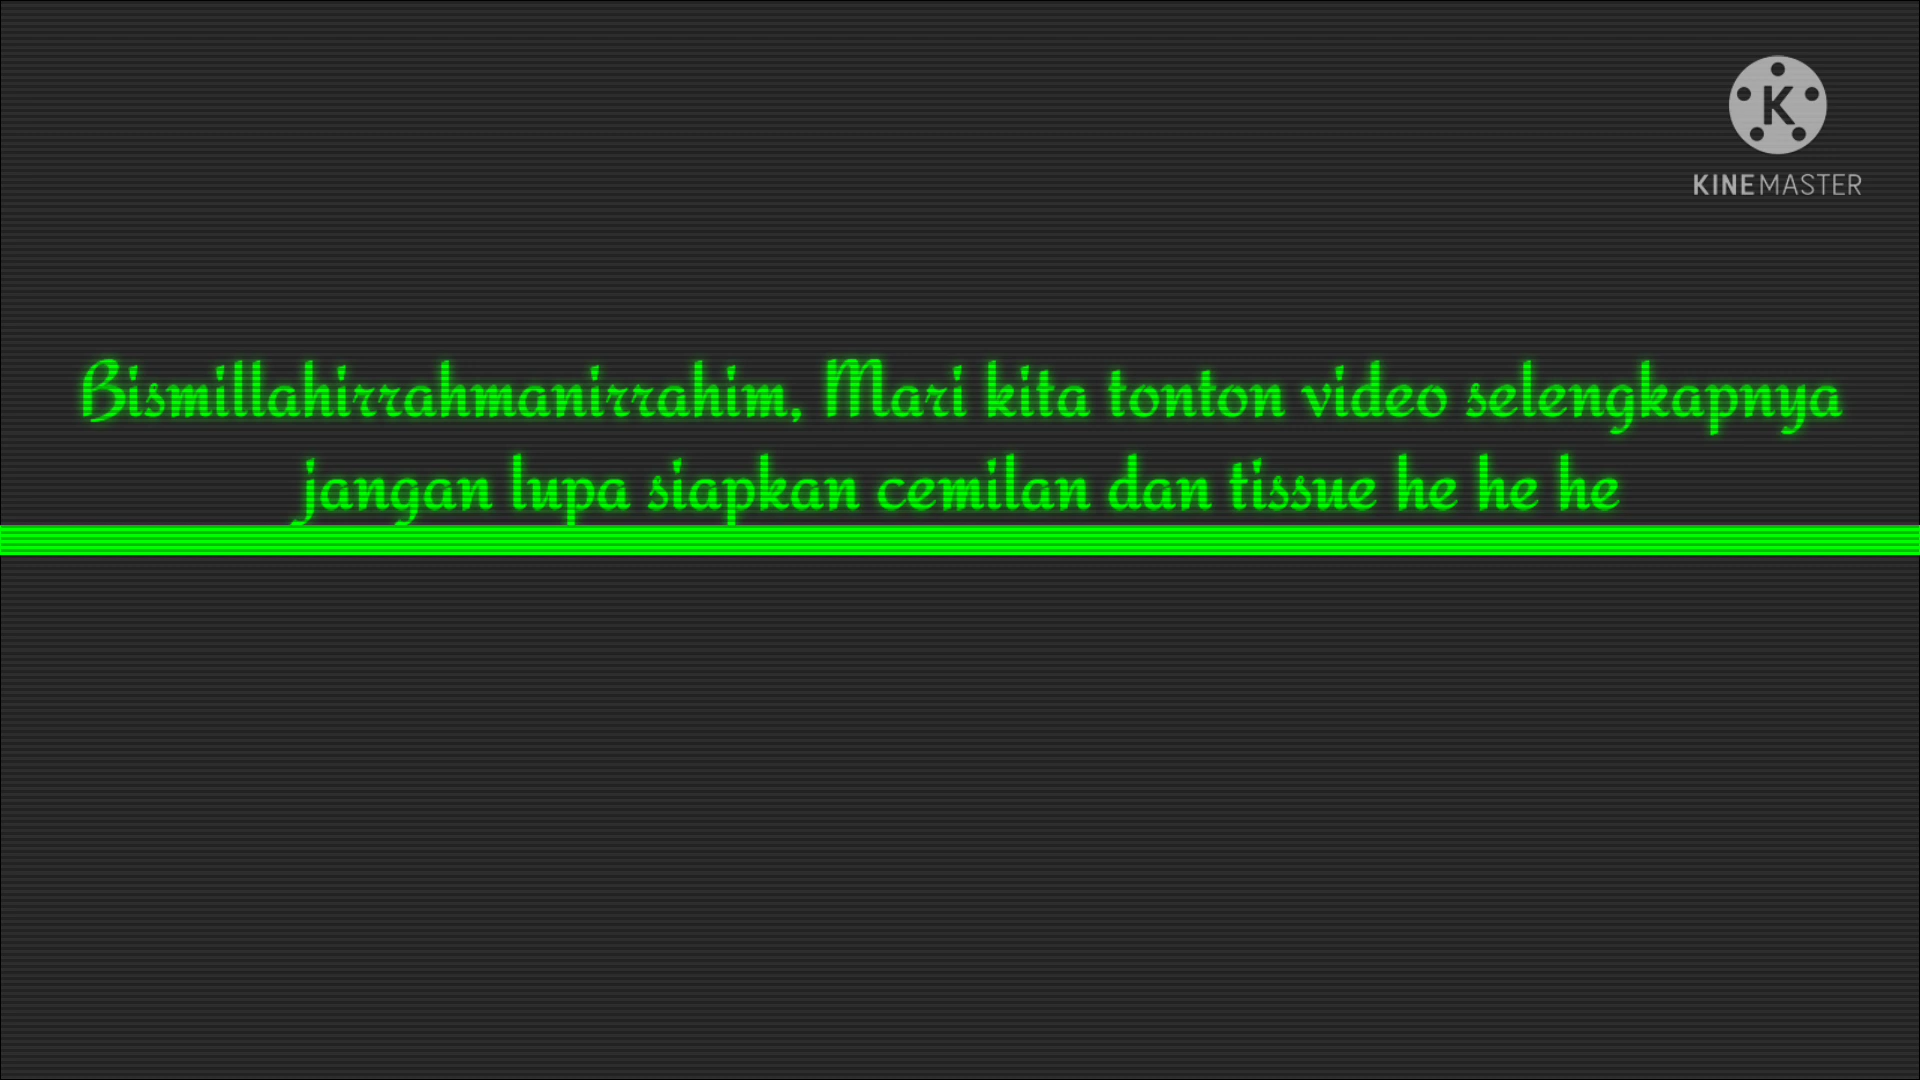 K
KINEMASTER
Bismillahirrahmanirrahim, Mari kita tonton video selengkapnya
jangan lupa siapkan cemilan dan tissue he he he